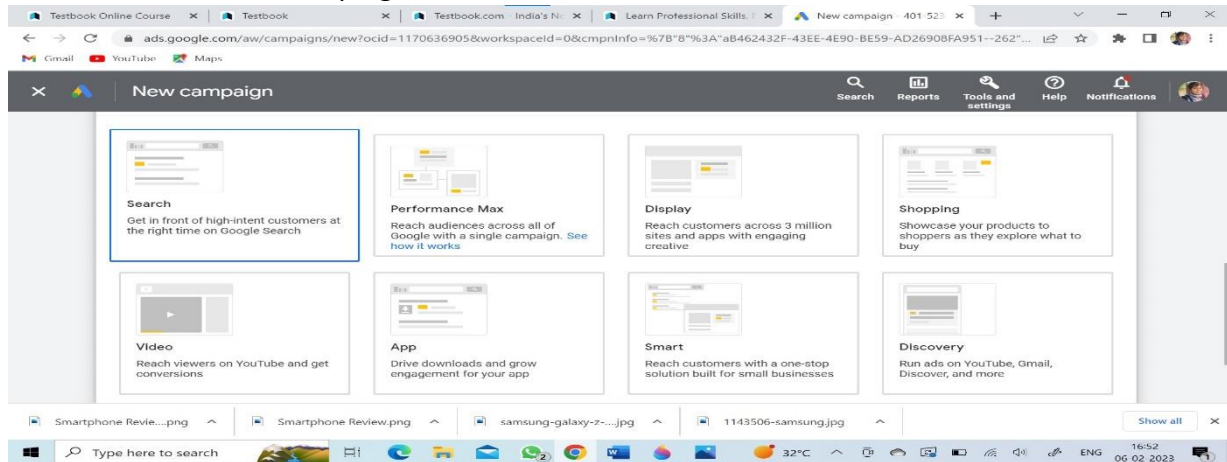 Testbook Online Course
Testbook
Testbook.com - India's No
Learn Professional Skills,
New campaign - 401-523
ads.google.com/aw/campaigns/new?ocid=1170636905&workspaceId=0&cmpnInfo=%7B"8"%3A"aB462432F-43EE-4E90-BE59-AD26908FA951--262"...
Gmail YouTube Maps
New campaign
Search
Reports
Tools and
settings
Help
Notifications
Search
Get in front of high-intent customers at
the right time on Google Search
Performance Max
Reach audiences across all of
Google with a single campaign. See
how it works
Display
Reach customers across 3 million
sites and apps with engaging
creative
Shopping
Showcase your products to
shoppers as they explore what to
buy
Video
Reach viewers on YouTube and get
conversions
App
Drive downloads and grow
engagement for your app
Smart
Reach customers with a one-stop
solution built for small businesses
Discovery
Run ads on YouTube, Gmail,
Discover, and more
Smartphone Revie....png
Smartphone Review.png
samsung-galaxy-z-....jpg
1143506-samsung.jpg
Show all
Type here to search
2
32°C
ENG
16:52
06-02-2023
1